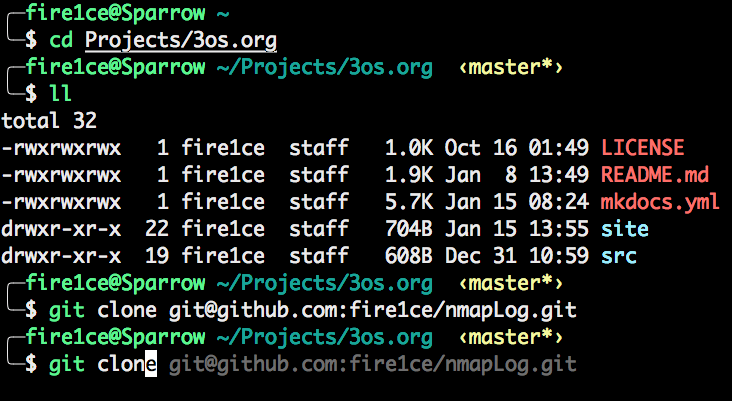 fire1ce@Sparrow ~
$ cd Projects/3os.org
fire1ce@Sparrow ~/Projects/3os.org ‹master*›
$ ll
total 32
-rwxrwxrwx 1 fire1ce staff 1.0K Oct 16 01:49 LICENSE
-rwxrwxrwx 1 fire1ce staff 1.9K Jan 8 13:49 README.md
-rwxrwxrwx 1 fire1ce staff 5.7K Jan 15 08:24 mkdocs.yml
drwxr-xr-x 22 fire1ce staff 704B Jan 15 13:55 site
drwxr-xr-x 19 fire1ce staff 608B Dec 31 10:59 src
fire1ce@Sparrow ~/Projects/3os.org ‹master*›
$ git clone git@github.com:fire1ce/nmapLog.git
fire1ce@Sparrow ~/Projects/3os.org ‹master*›
$ git clone git@github.com:fire1ce/nmapLog.git